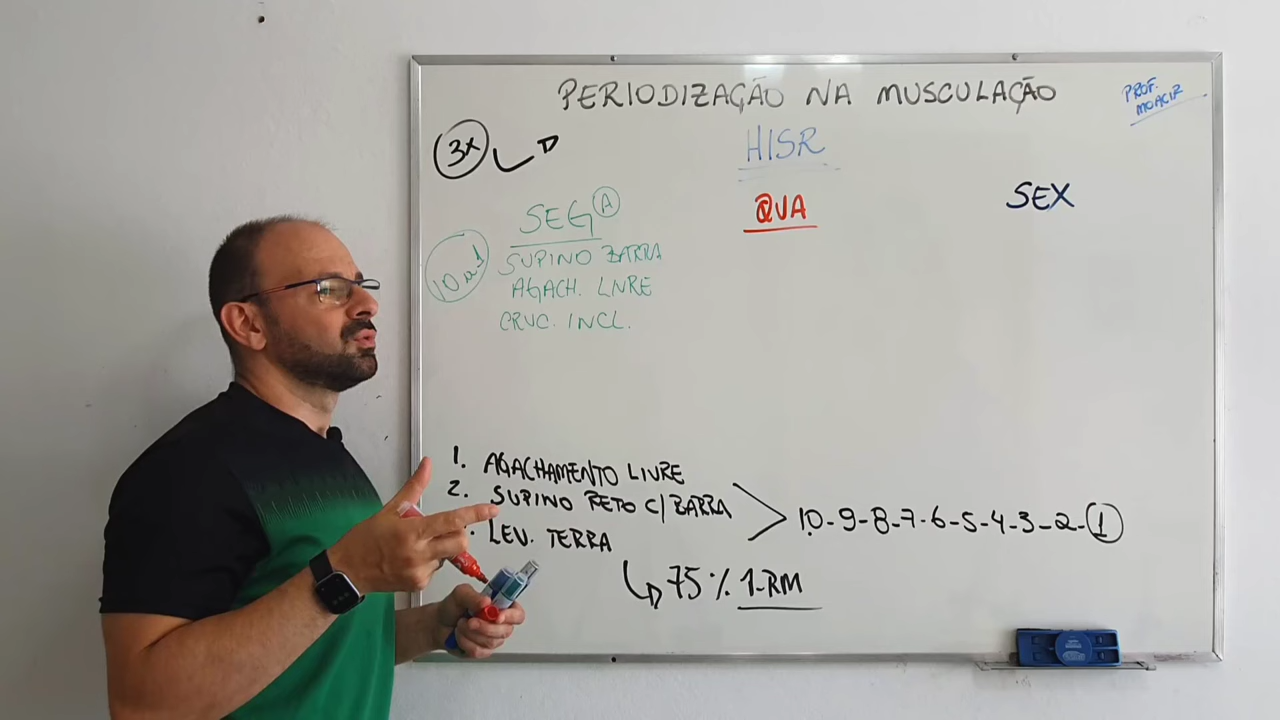 PERIODIZAÇÃO NA MUSCULAÇÃO
PROF.
MOACIR
3X
HISR
SEG A
QUA
SEX
10 a 1
SUPINO BARRA
AGACH. LIVRE
CRUC. INCL.
1. AGACHAMENTO LIVRE
2. SUPINO RETO C/ BARRA
LEV. TERRA
10-9-8-7-6-5-4-3-2-1
75% 1-RM